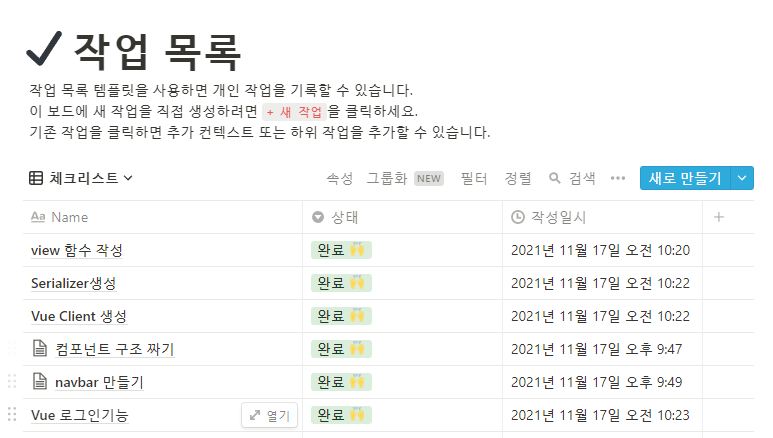 작업 목록
작업 목록 템플릿을 사용하면 개인 작업을 기록할 수 있습니다.
이 보드에 새 작업을 직접 생성하려면 + 새 작업을 클릭하세요.
기존 작업을 클릭하면 추가 컨텍스트 또는 하위 작업을 추가할 수 있습니다.
체크리스트 속성 그룹화 NEW 필터 정렬 검색 ••• 새로 만들기
Aa Name 상태 작성일시 +
view 함수 작성 완료 🙌 2021년 11월 17일 오전 10:20
Serializer생성 완료 🙌 2021년 11월 17일 오전 10:22
Vue Client 생성 완료 🙌 2021년 11월 17일 오전 10:22
컴포넌트 구조 짜기 완료 🙌 2021년 11월 17일 오후 9:47
navbar 만들기 완료 🙌 2021년 11월 17일 오후 9:49
Vue 로그인기능 열기 완료 🙌 2021년 11월 17일 오전 10:23